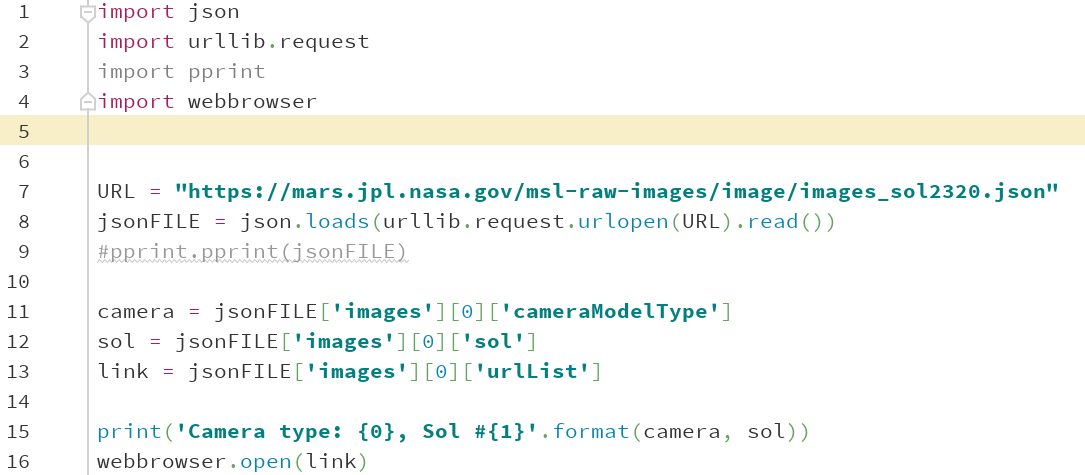 1 import json
2 import urllib.request
3 import pprint
4 import webbrowser
5
6
7 URL = "https://mars.jpl.nasa.gov/msl-raw-images/image/images_sol2320.json"
8 jsonFILE = json.loads(urllib.request.urlopen(URL).read())
9 #pprint.pprint(jsonFILE)
10
11 camera = jsonFILE['images'][0]['cameraModelType']
12 sol = jsonFILE['images'][0]['sol']
13 link = jsonFILE['images'][0]['urlList']
14
15 print('Camera type: {0}, Sol #{1}'.format(camera, sol))
16 webbrowser.open(link)